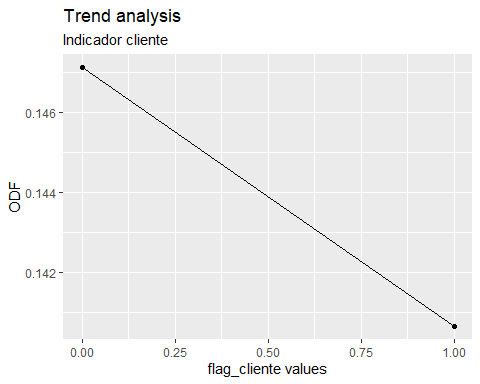 Trend analysis
Indicador cliente
ODF
0.146
0.144
0.142
0.00 0.25 0.50 0.75 1.00
flag_cliente values